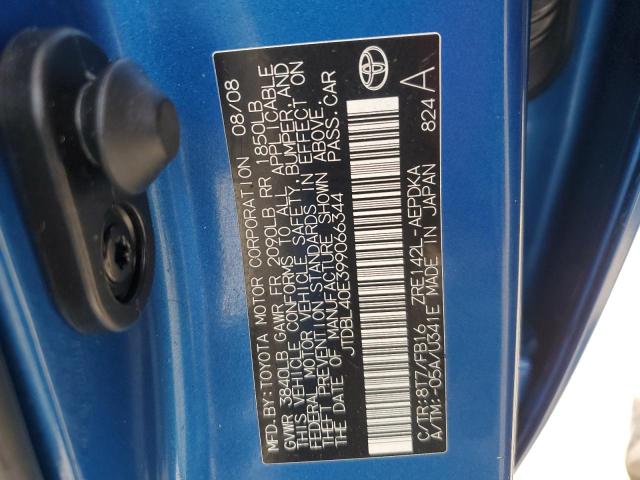 MFD. BY: TOYOTA MOTOR CORPORATION 08/08
GVWR 3840LB GAWR FR 2090LB RR 1850LB
THIS VEHICLE CONFORMS TO ALL APPLICABLE
FEDERAL MOTOR VEHICLE SAFETY, BUMPER, AND
THEFT PREVENTION STANDARDS IN EFFECT ON
THE DATE OF MANUFACTURE SHOWN ABOVE.
JTDBL40E399066344 PASS. CAR
C/TR: 8T7/FB16 ZRE142L-AEPDKA
A/TM: -05A/U341E MADE IN JAPAN
824 A